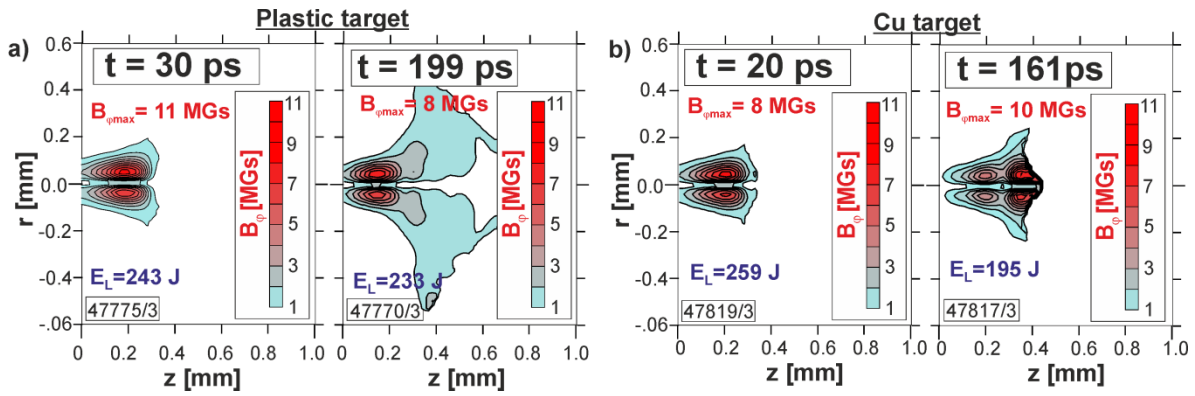 Plastic target
Cu target
a)
t = 30 ps
t = 199 ps
b)
t = 20 ps
t = 161ps
0.6
0.4
0.2
0.0
-0.2
-0.4
-.06
r [mm]
Bφmax= 11 MGs
Bφmax= 8 MGs
Bφmax= 8 MGs
Bφmax= 10 MGs
11
9
7
5
3
1
Bφ [MGs]
11
9
7
5
3
1
Bφ [MGs]
0.6
0.4
0.2
0.0
-0.2
-0.4
-.06
r [mm]
11
9
7
5
3
1
Bφ [MGs]
11
9
7
5
3
1
Bφ [MGs]
EL=243 J
EL=233 J
EL=259 J
EL=195 J
47775/3
47770/3
47819/3
47817/3
0 0.2 0.4 0.6 0.8 0 0.2 0.4 0.6 0.8 1.0
z [mm]
z [mm]
0 0.2 0.4 0.6 0.8 0 0.2 0.4 0.6 0.8 1.0
z [mm]
z [mm]